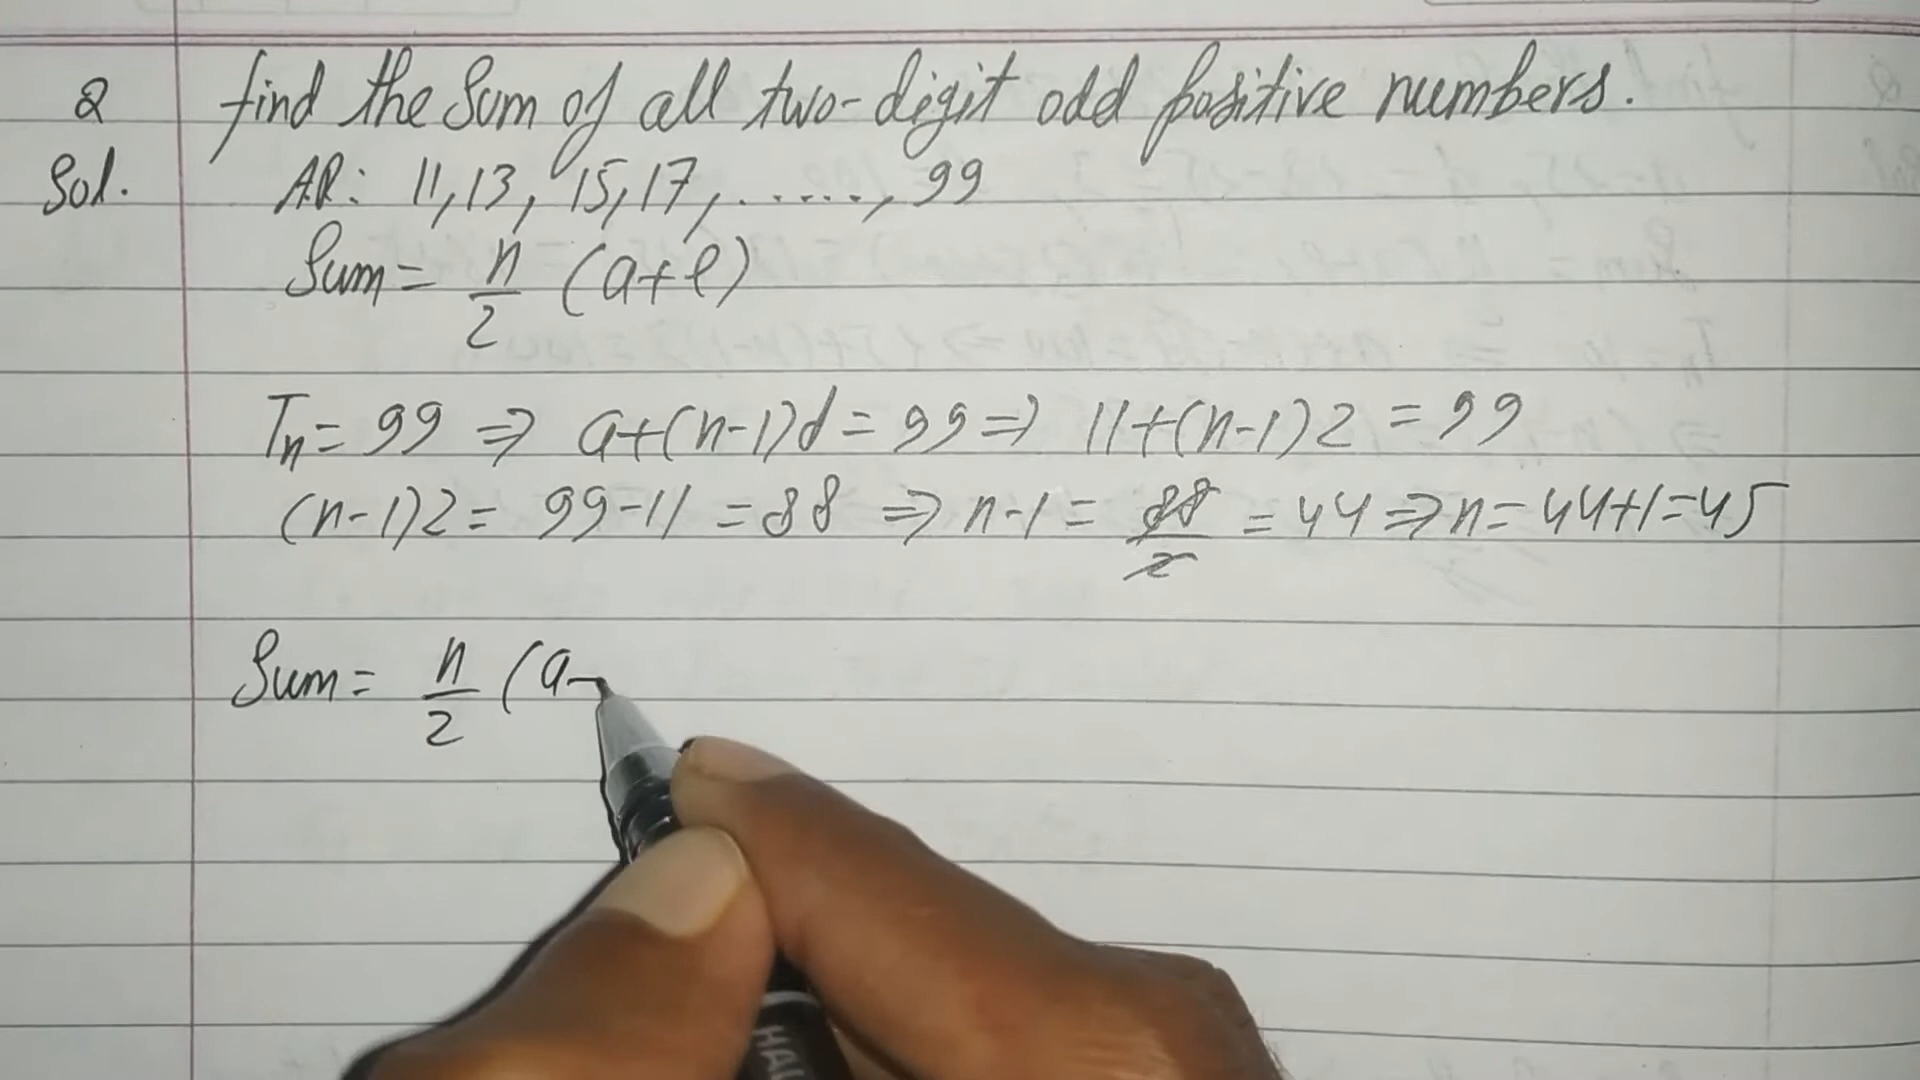 Q find the Sum of all two-digit odd positive numbers.
Sol. A.P.: 11, 13, 15, 17, ......, 99
Sum = n/2 (a+l)
Tn = 99 ⇒ a+(n-1)d = 99 ⇒ 11+(n-1)2 = 99
(n-1)2 = 99-11 = 88 ⇒ n-1 = 88/2 = 44 ⇒ n = 44+1 = 45
Sum = n/2 (a-
HAU